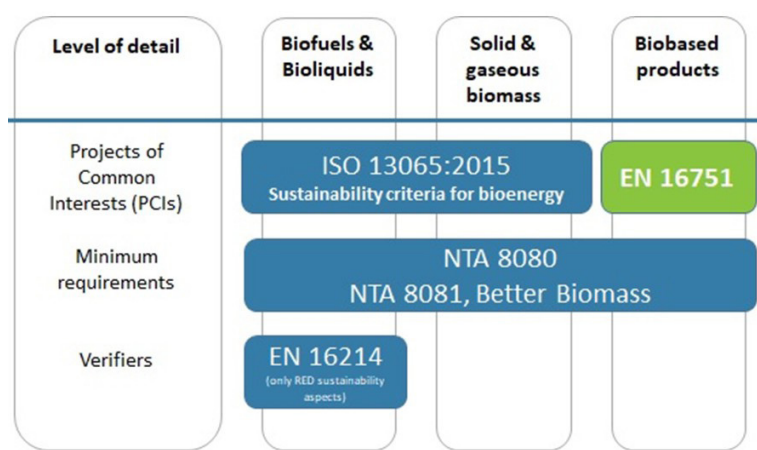 Level of detail
Biofuels &
Bioliquids
Solid &
gaseous
biomass
Biobased
products
Projects of
Common
Interests (PCIs)
ISO 13065:2015
Sustainability criteria for bioenergy
EN 16751
Minimum
requirements
NTA 8080
NTA 8081, Better Biomass
Verifiers
EN 16214
(only RED sustainability
aspects)